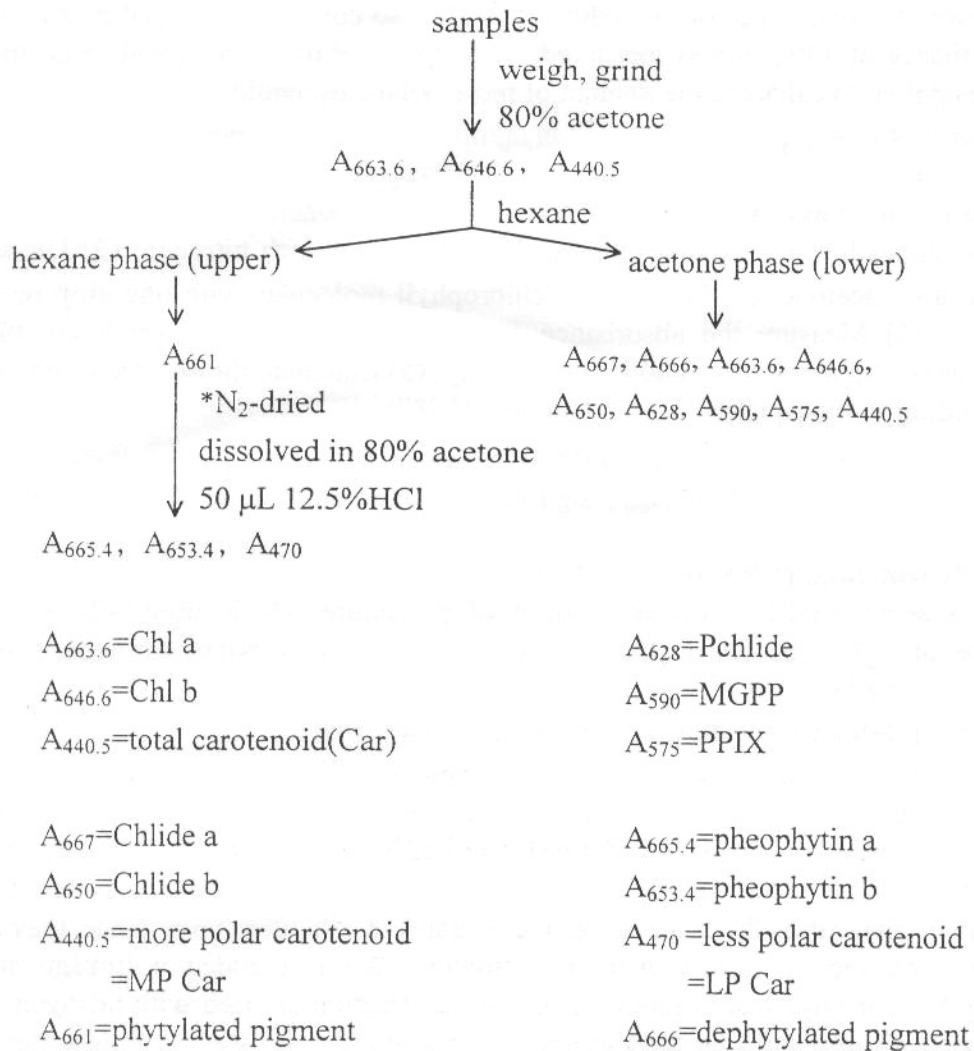 samples
weigh, grind
80% acetone
A663.6, A646.6, A440.5
hexane
hexane phase (upper)
acetone phase (lower)
A661
*N2-dried
dissolved in 80% acetone
50 μL 12.5%HCl
A665.4, A653.4, A470
A667, A666, A663.6, A646.6,
A650, A628, A590, A575, A440.5
A663.6=Chl a
A646.6=Chl b
A440.5=total carotenoid(Car)
A628=Pchlide
A590=MGPP
A575=PPIX
A667=Chlide a
A650=Chlide b
A440.5=more polar carotenoid
=MP Car
A661=phytylated pigment
A665.4=pheophytin a
A653.4=pheophytin b
A470=less polar carotenoid
=LP Car
A666=dephytylated pigment